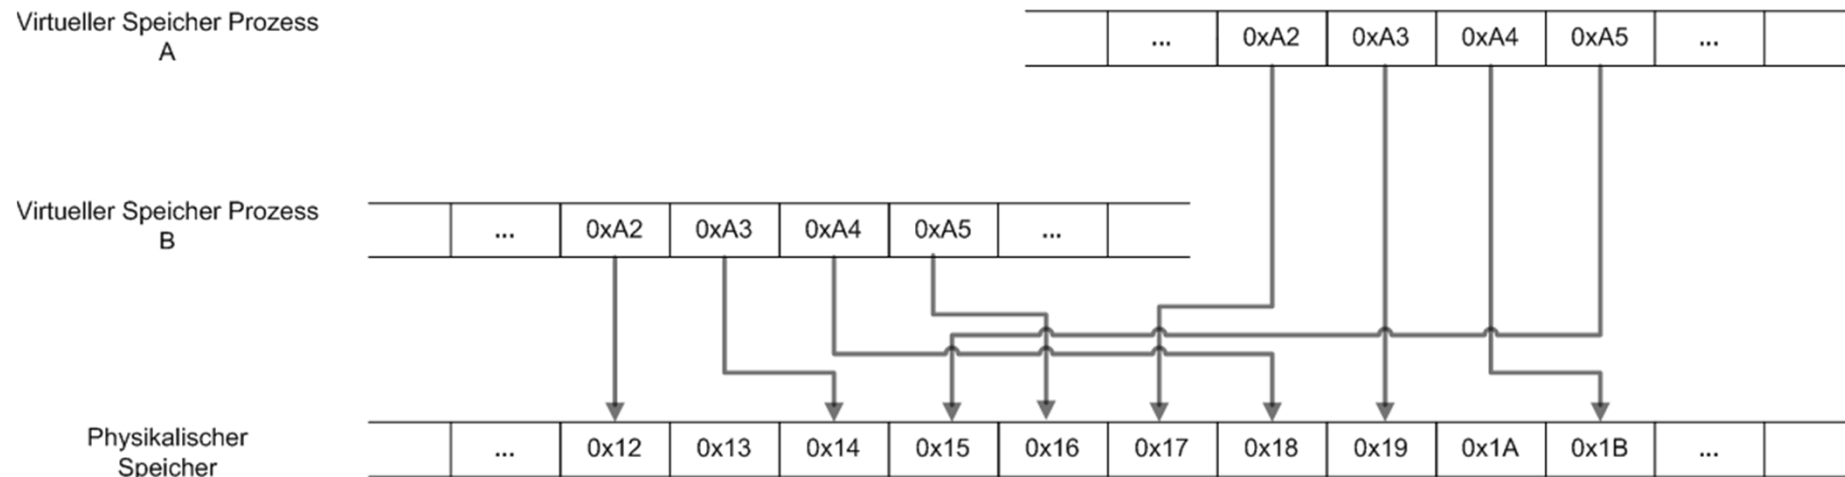 Virtueller Speicher Prozess
A
... 0xA2 0xA3 0xA4 0xA5 ...
Virtueller Speicher Prozess
B
... 0xA2 0xA3 0xA4 0xA5 ...
Physikalischer
Speicher
... 0x12 0x13 0x14 0x15 0x16 0x17 0x18 0x19 0x1A 0x1B ...